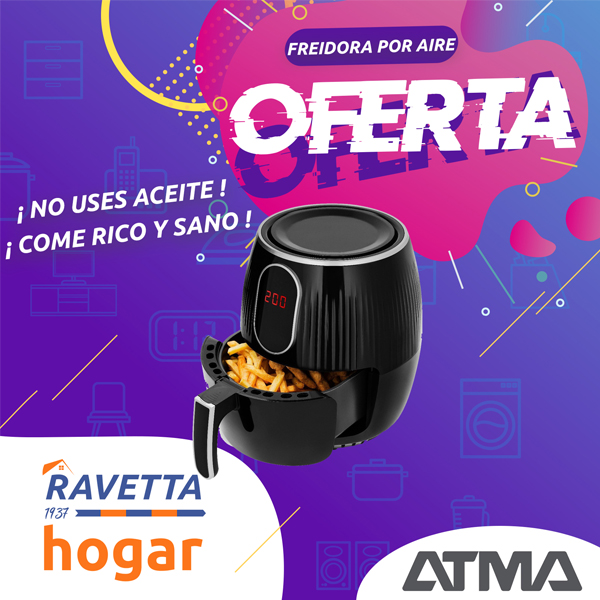 FREIDORA POR AIRE
OFERTA
¡ NO USES ACEITE !
¡ COME RICO Y SANO !
200
RAVETTA
1937
hogar
ATMA